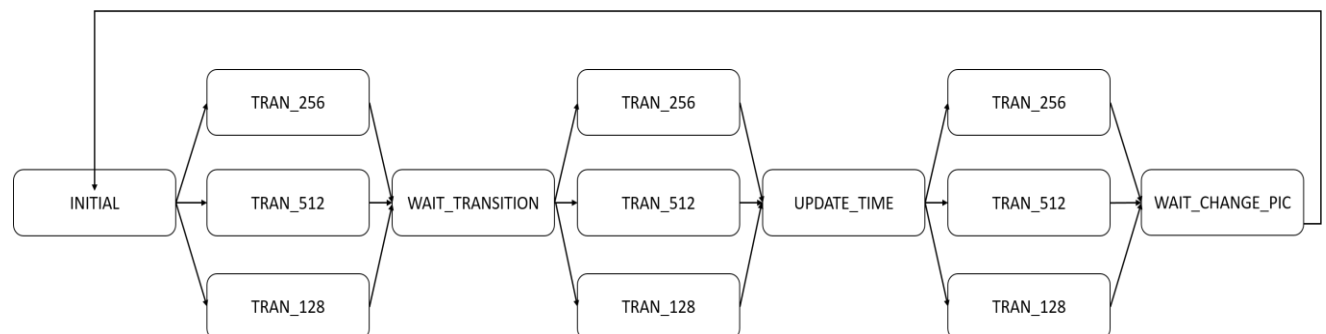 TRAN_256
TRAN_256
TRAN_256
INITIAL
TRAN_512
WAIT_TRANSITION
TRAN_512
UPDATE_TIME
TRAN_512
WAIT_CHANGE_PIC
TRAN_128
TRAN_128
TRAN_128